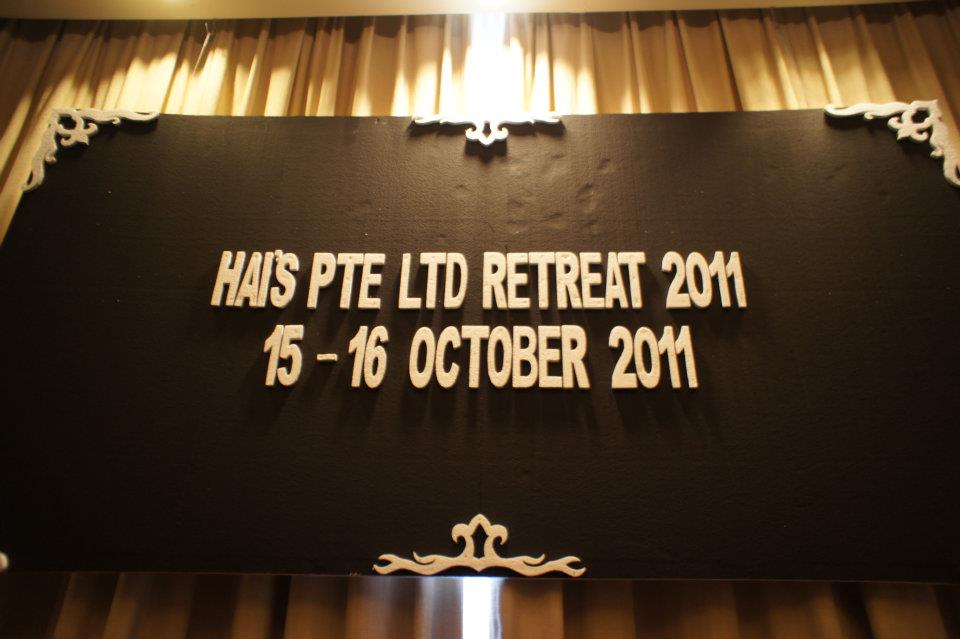 HAI'S PTE LTD RETREAT 2011
15 - 16 OCTOBER 2011